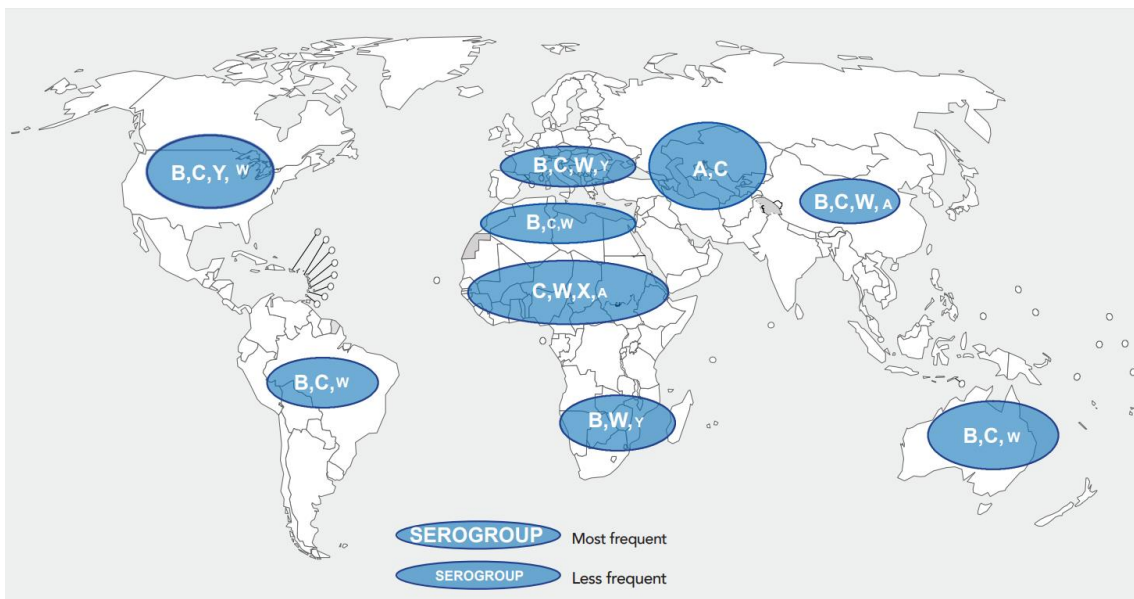 B,C,Y, W
B,C,W,Y
A,C
B,C,W,A
B,C,W
C,W,X,A
B,C,W
B,W,Y
B,C, W
SEROGROUP Most frequent
SEROGROUP Less frequent